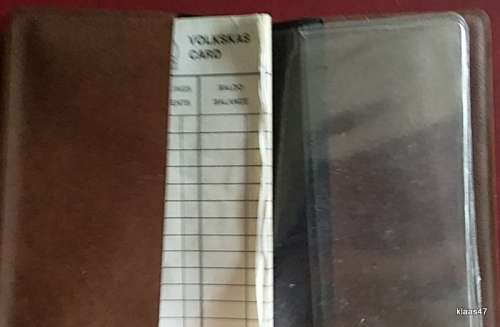 VOLKSKAS
CARD
SALDO
BALANCE
klaas47